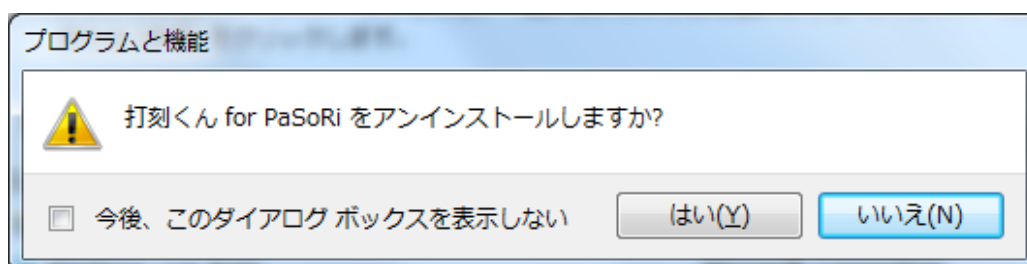 プログラムと機能
打刻くん for PaSoRi をアンインストールしますか?
今後、このダイアログ ボックスを表示しない
はい(Y)
いいえ(N)